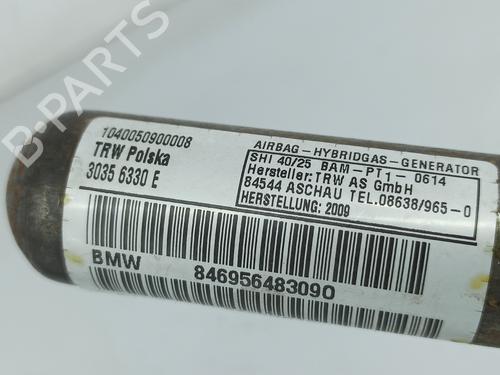 1040050900008
TRW Polska
3035 6330 E
AIRBAG-HYBRIDGAS-GENERATOR
SHI 40/25 BAM-PT1- 0614
Hersteller:TRW AS GmbH
84544 ASCHAU TEL.08638/965-0
HERSTELLUNG: 2009
BMW 846956483090
B-PARTS